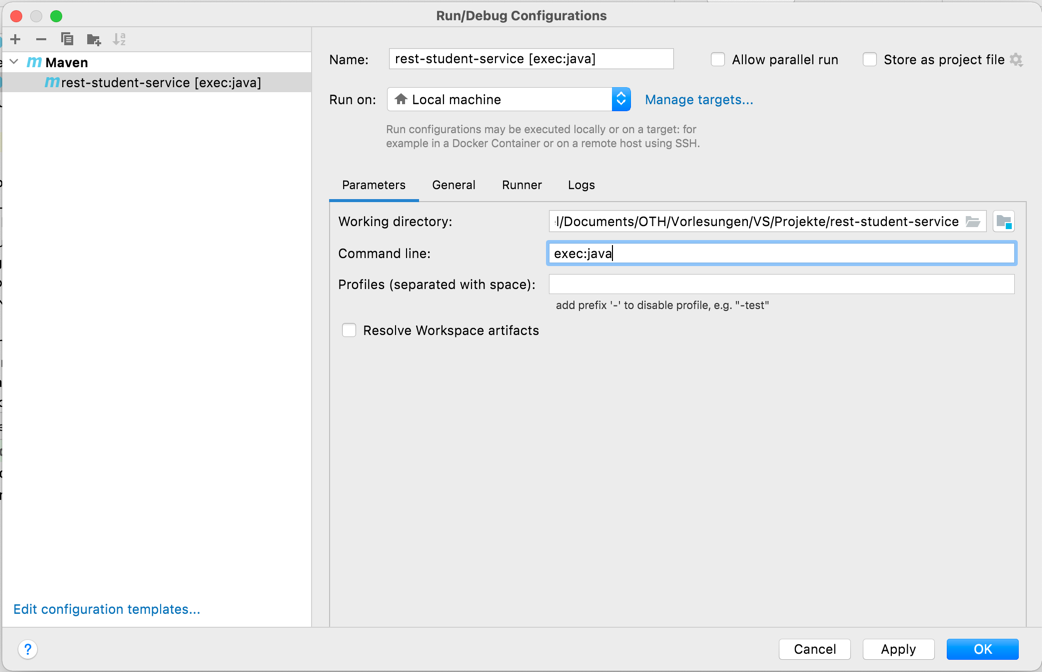 Run/Debug Configurations
Maven
rest-student-service [exec:java]
Edit configuration templates...
Name: rest-student-service [exec:java] Allow parallel run Store as project file
Run on: Local machine Manage targets...
Run configurations may be executed locally or on a target: for
example in a Docker Container or on a remote host using SSH.
Parameters General Runner Logs
Working directory: /Documents/OTH/Vorlesungen/VS/Projekte/rest-student-service
Command line: exec:java
Profiles (separated with space):
add prefix '-' to disable profile, e.g. "-test"
Resolve Workspace artifacts
? Cancel Apply OK